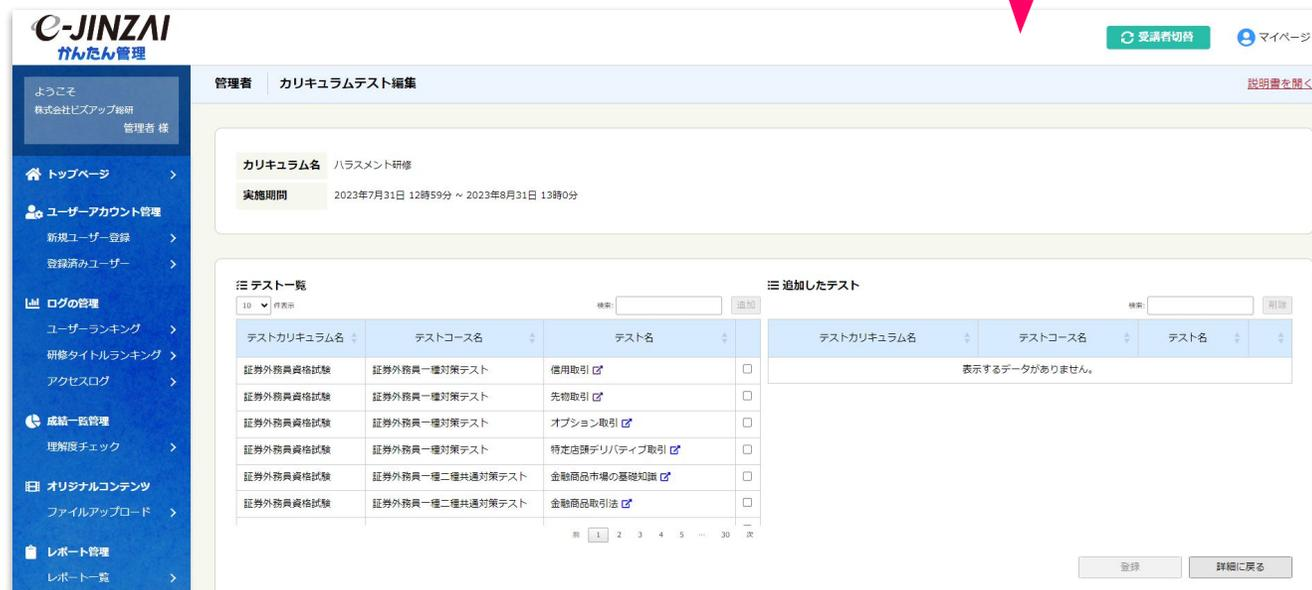 e-JINZAI
かんたん管理
受講者切替
マイページ
ようこそ
株式会社ビズアップ総研
管理者 様
管理者 カリキュラムテスト編集
説明書を開く
カリキュラム名 ハラスメント研修
実施期間 2023年7月31日 12時59分 ~ 2023年8月31日 13時0分
トップページ
ユーザーアカウント管理
新規ユーザー登録
登録済みユーザー
ログの管理
ユーザーランキング
研修タイトルランキング
アクセスログ
成績一覧管理
理解度チェック
オリジナルコンテンツ
ファイルアップロード
レポート管理
レポート一覧
テスト一覧
10 件表示 検索: 追加
テストカリキュラム名 テストコース名 テスト名
証券外務員資格試験 証券外務員一種対策テスト 信用取引
証券外務員資格試験 証券外務員一種対策テスト 先物取引
証券外務員資格試験 証券外務員一種対策テスト オプション取引
証券外務員資格試験 証券外務員一種対策テスト 特定店頭デリバティブ取引
証券外務員資格試験 証券外務員一種二種共通対策テスト 金融商品市場の基礎知識
証券外務員資格試験 証券外務員一種二種共通対策テスト 金融商品取引法
前 1 2 3 4 5 … 30 次
追加したテスト
検索: 削除
テストカリキュラム名 テストコース名 テスト名
表示するデータがありません。
登録 詳細に戻る